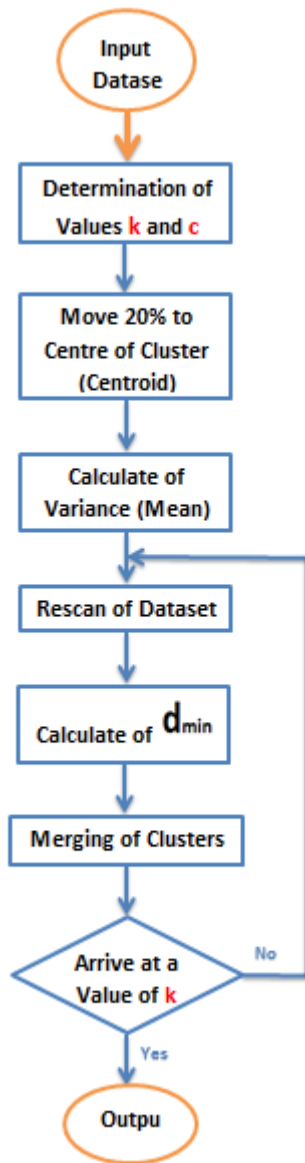 Input
Datase
Determination of
Values k and c
Move 20% to
Centre of Cluster
(Centroid)
Calculate of
Variance (Mean)
Rescan of Dataset
Calculate of dmin
Merging of Clusters
Arrive at a
Value of k
No
Yes
Outpu